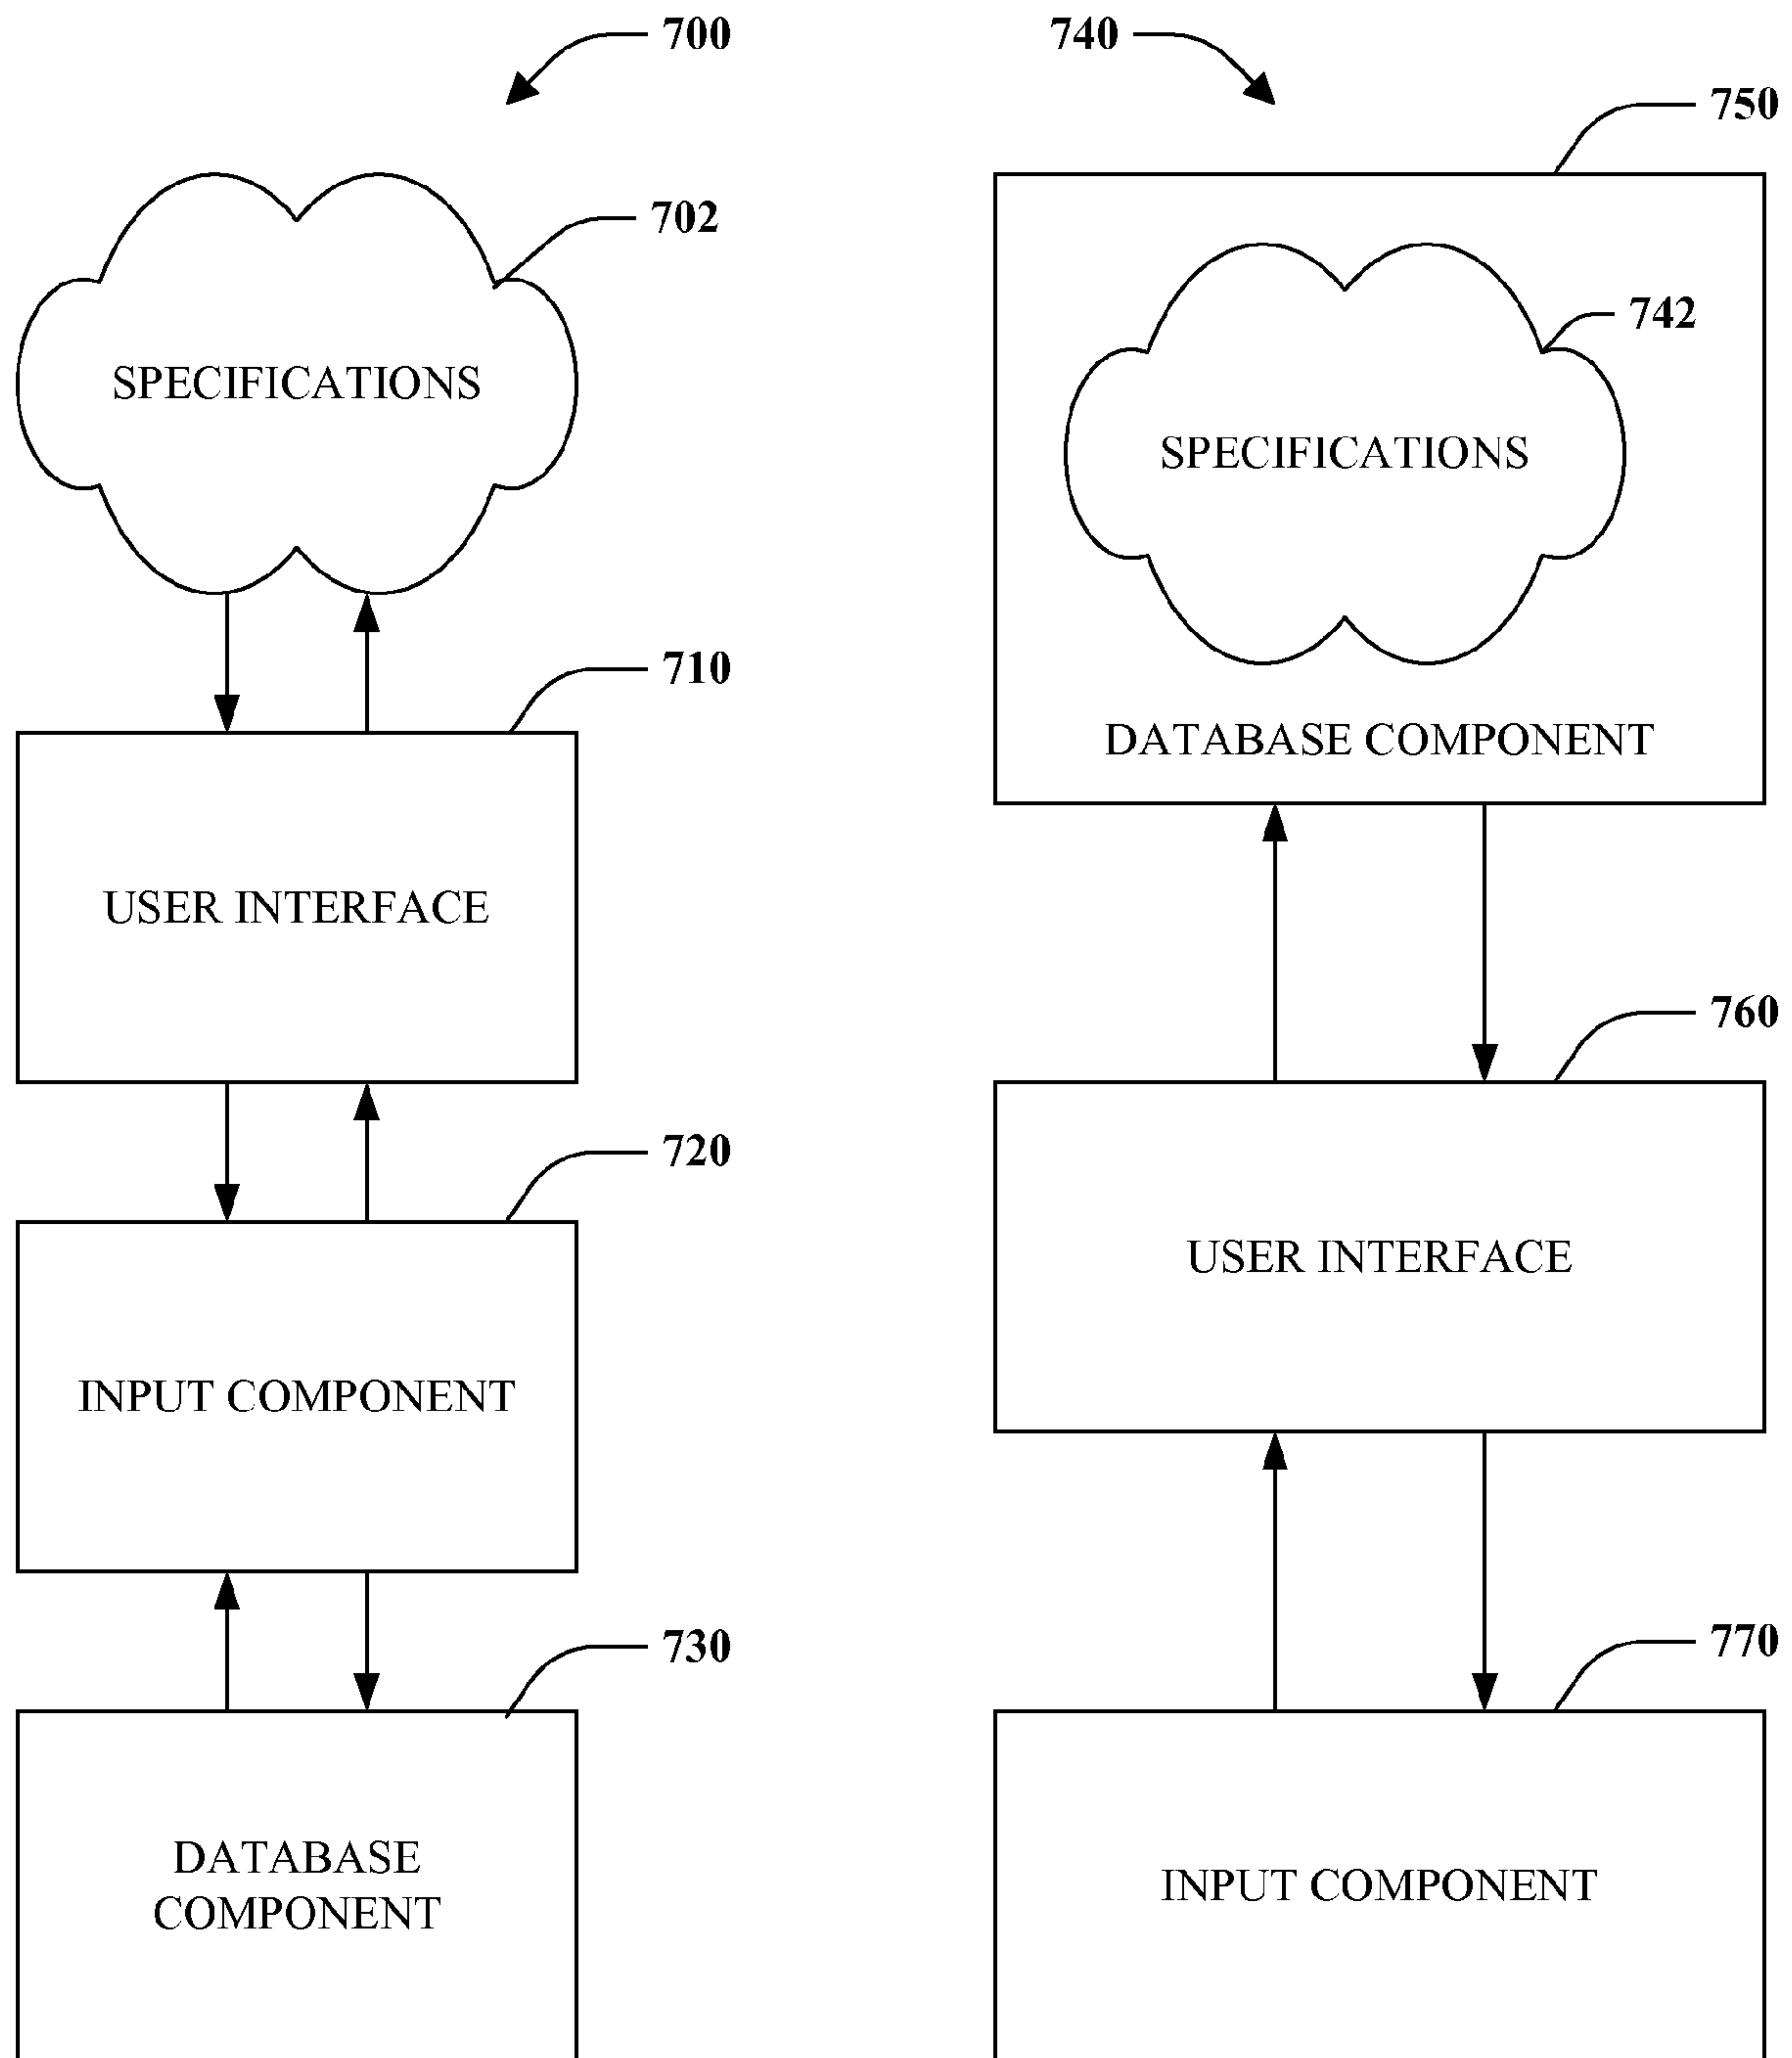 700
702
SPECIFICATIONS
710
USER INTERFACE
720
INPUT COMPONENT
730
DATABASE
COMPONENT
740
750
742
SPECIFICATIONS
DATABASE COMPONENT
760
USER INTERFACE
770
INPUT COMPONENT